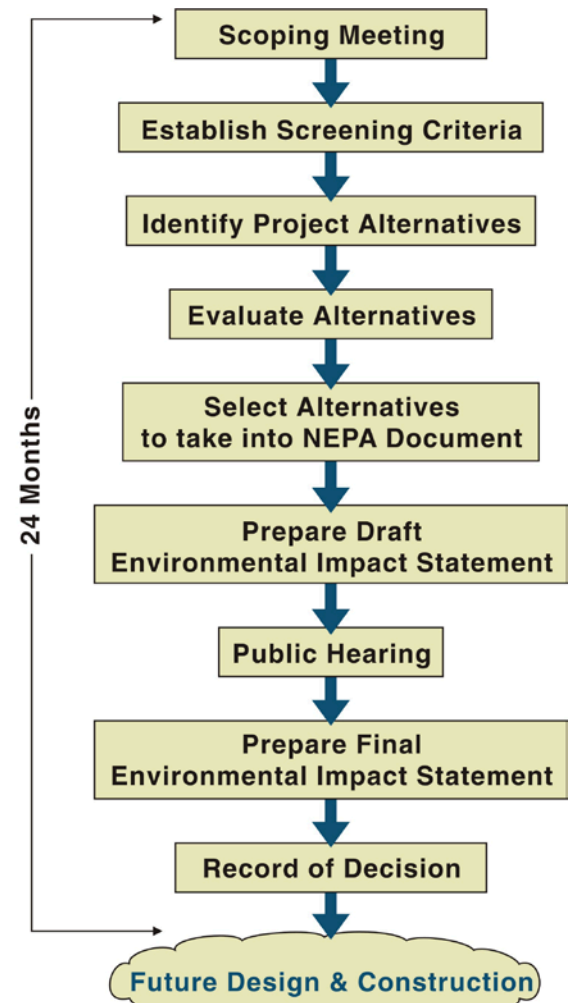 Scoping Meeting
Establish Screening Criteria
Identify Project Alternatives
Evaluate Alternatives
Select Alternatives
to take into NEPA Document
24 Months
Prepare Draft
Environmental Impact Statement
Public Hearing
Prepare Final
Environmental Impact Statement
Record of Decision
Future Design & Construction